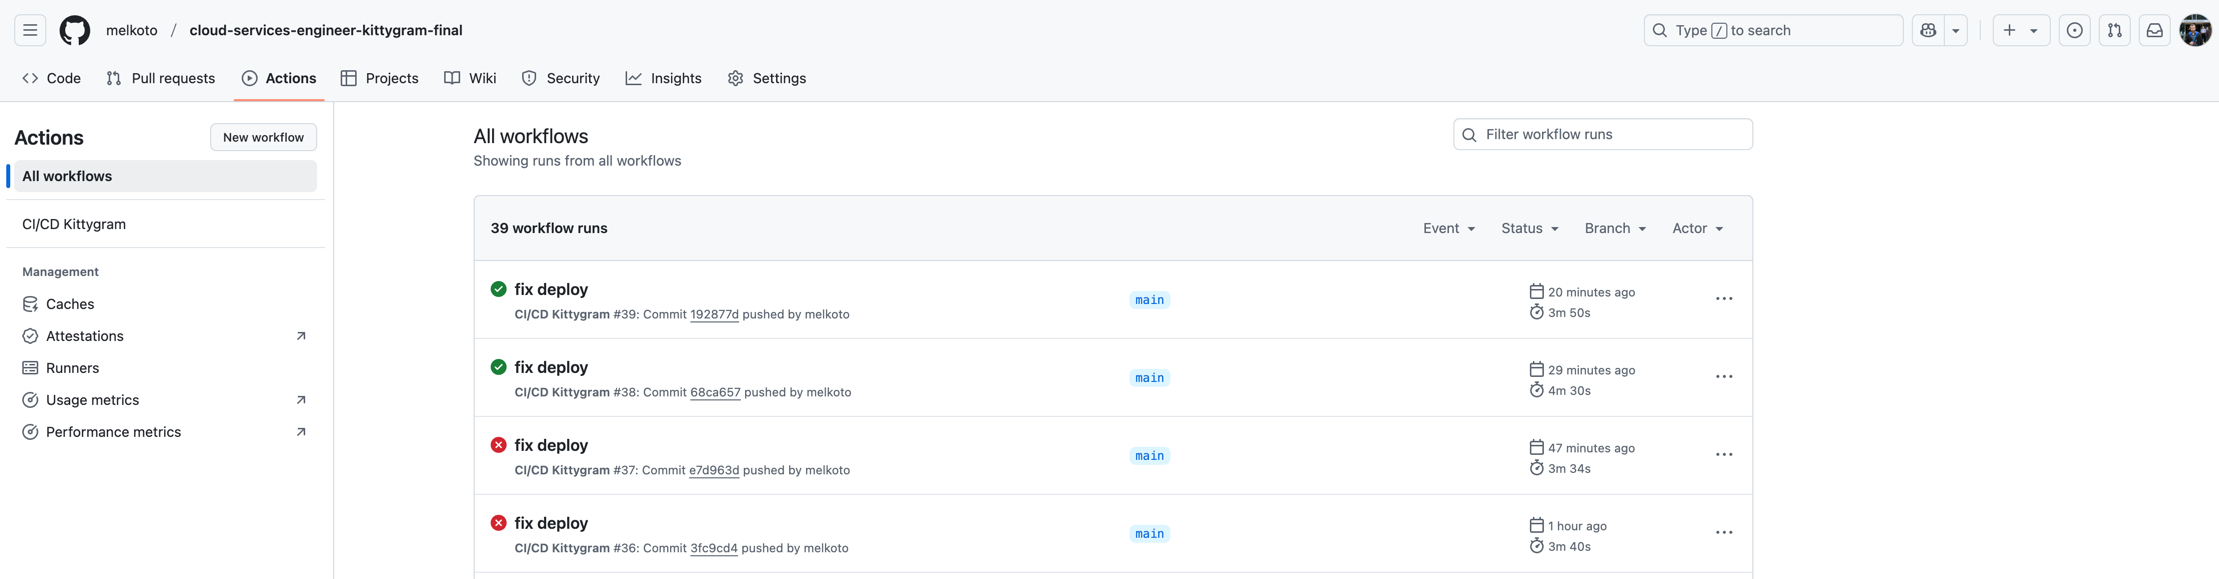 melkoto / cloud-services-engineer-kittygram-final
Type / to search
Code
Pull requests
Actions
Projects
Wiki
Security
Insights
Settings
Actions
New workflow
All workflows
CI/CD Kittygram
Management
Caches
Attestations
Runners
Usage metrics
Performance metrics
All workflows
Showing runs from all workflows
Filter workflow runs
39 workflow runs
Event
Status
Branch
Actor
fix deploy
CI/CD Kittygram #39: Commit 192877d pushed by melkoto
main
20 minutes ago
3m 50s
fix deploy
CI/CD Kittygram #38: Commit 68ca657 pushed by melkoto
main
29 minutes ago
4m 30s
fix deploy
CI/CD Kittygram #37: Commit e7d963d pushed by melkoto
main
47 minutes ago
3m 34s
fix deploy
CI/CD Kittygram #36: Commit 3fc9cd4 pushed by melkoto
main
1 hour ago
3m 40s